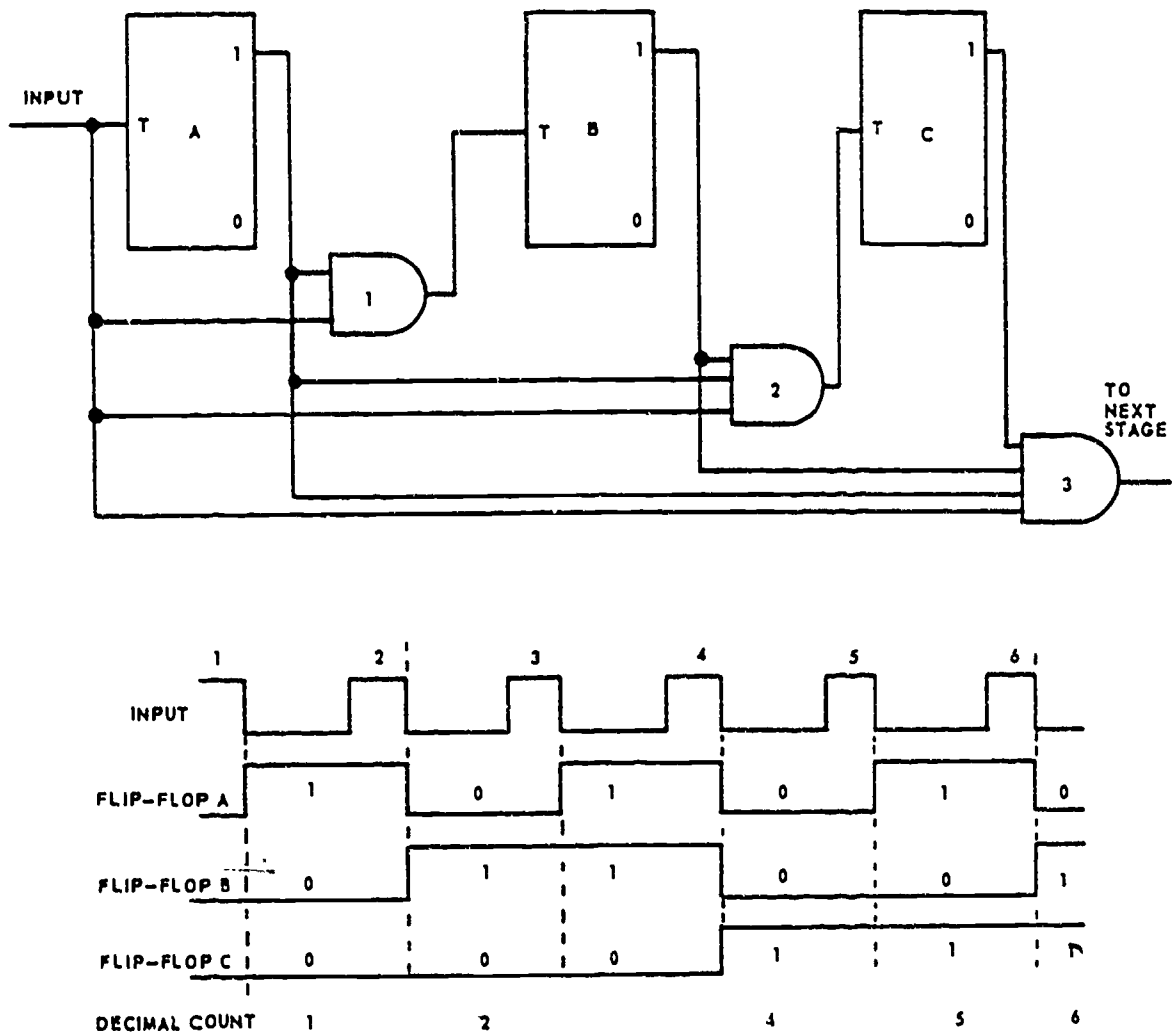 1 1 1
INPUT
T A T B T C
0 0 0
1
2
TO
NEXT
STAGE
3
1 2 3 4 5 6
INPUT
FLIP-FLOP A 1 0 1 0 1 0
FLIP-FLOP B 0 1 1 0 0 1
FLIP-FLOP C 0 0 0 1 1
DECIMAL COUNT 1 2 4 5 6